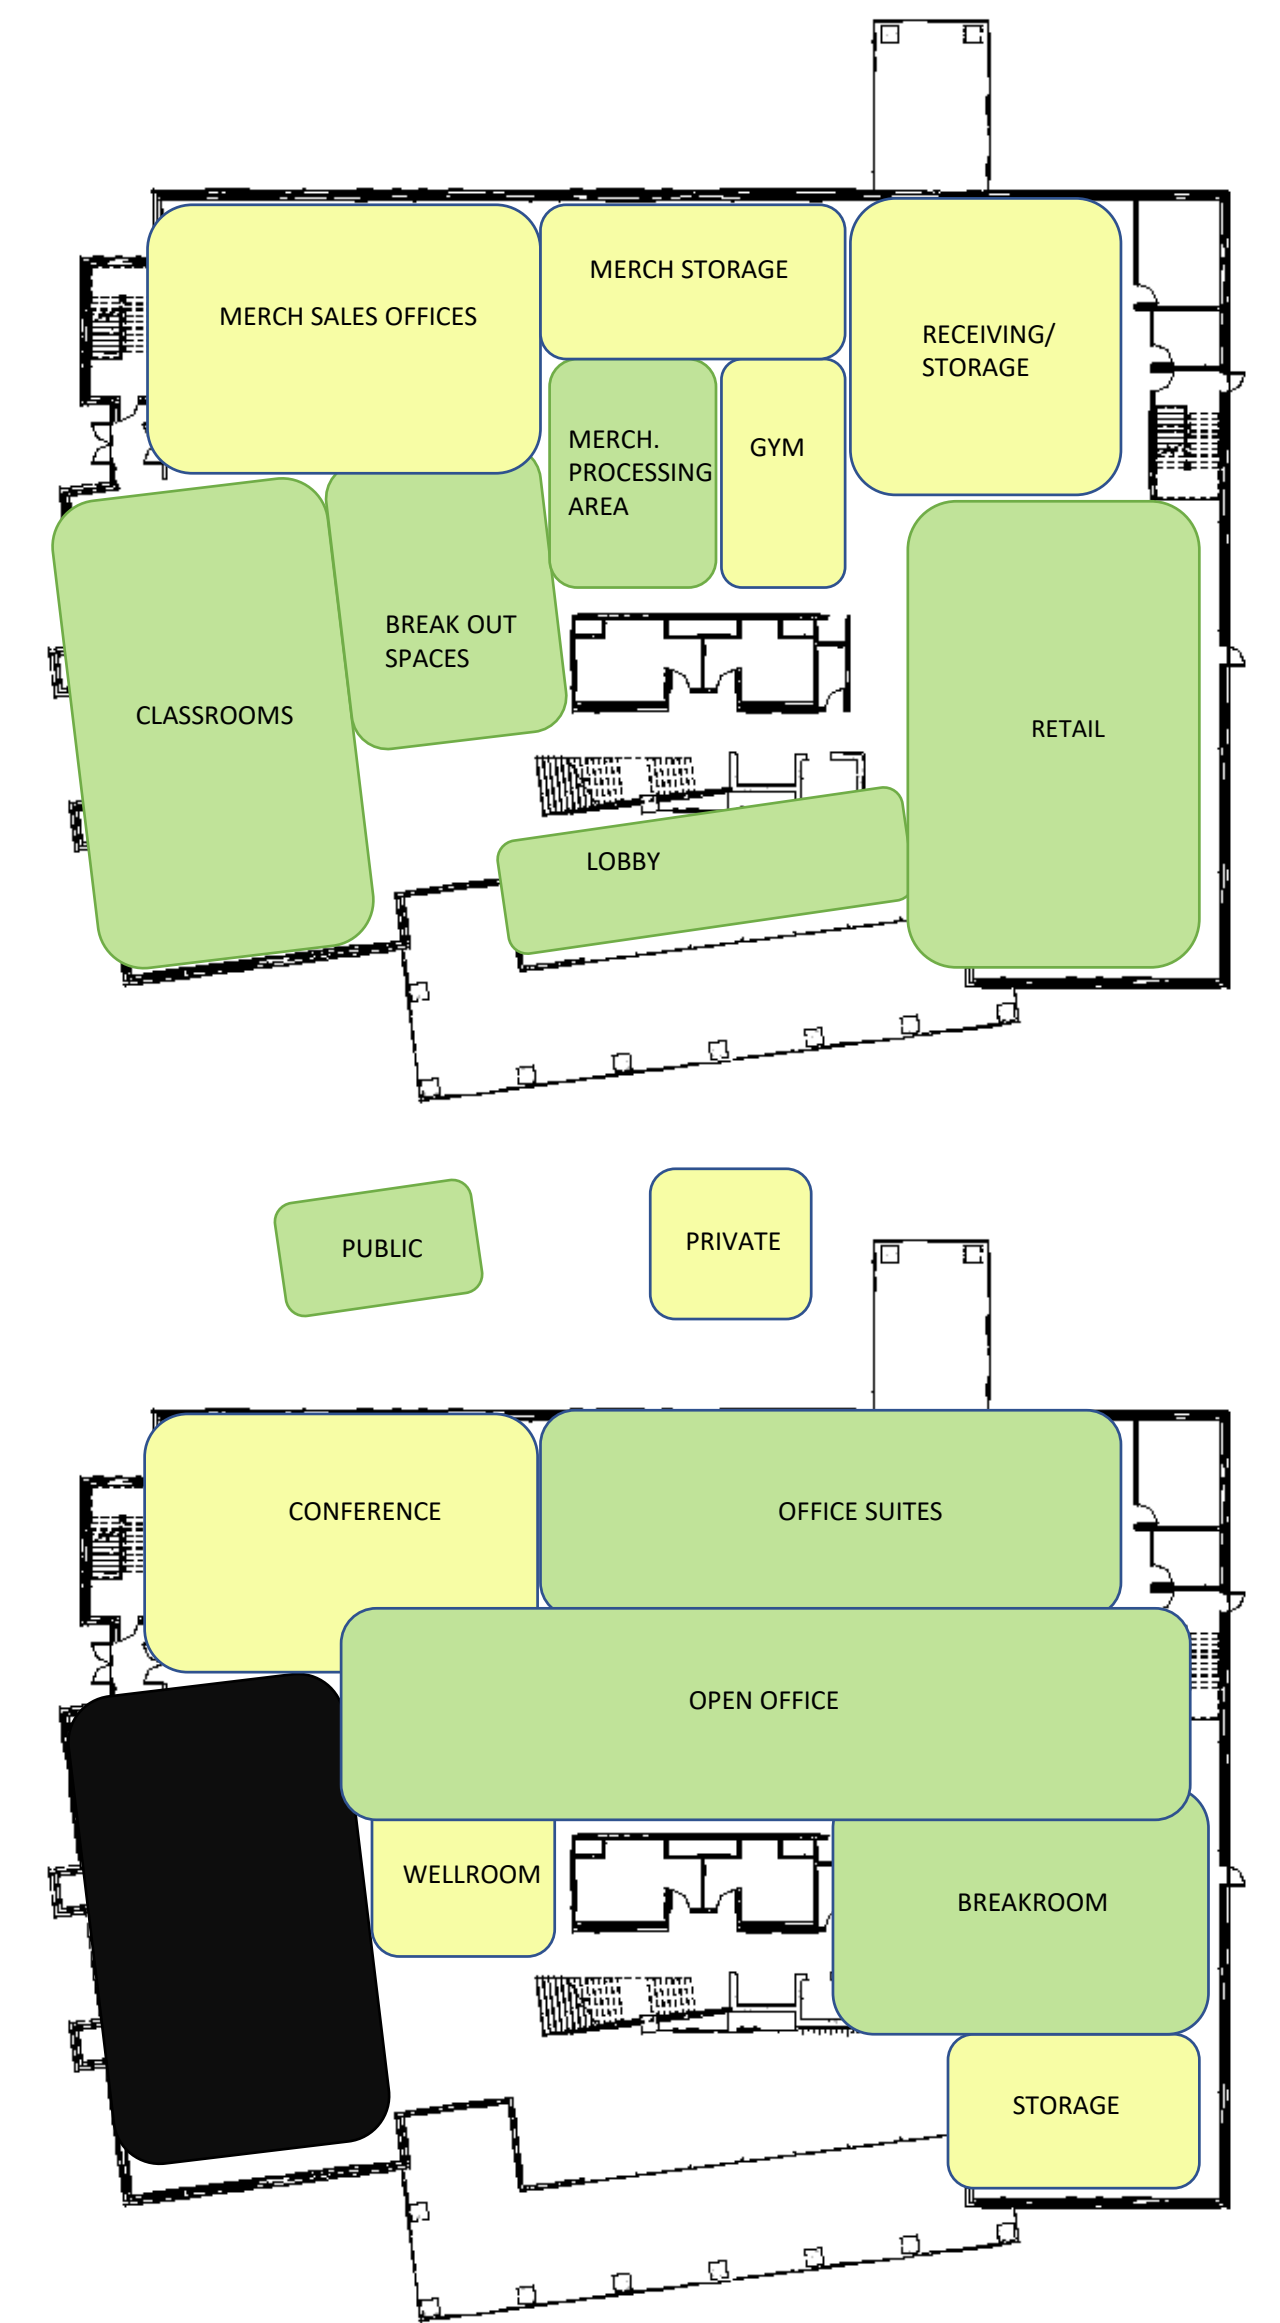 MERCH STORAGE
MERCH SALES OFFICES
RECEIVING/
STORAGE
MERCH.
PROCESSING
AREA
GYM
BREAK OUT
SPACES
CLASSROOMS
RETAIL
LOBBY
PUBLIC
PRIVATE
CONFERENCE
OFFICE SUITES
OPEN OFFICE
WELLROOM
BREAKROOM
STORAGE